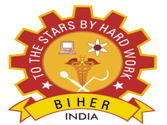 TO THE STARS BY HARD WORK
BIHER
INDIA